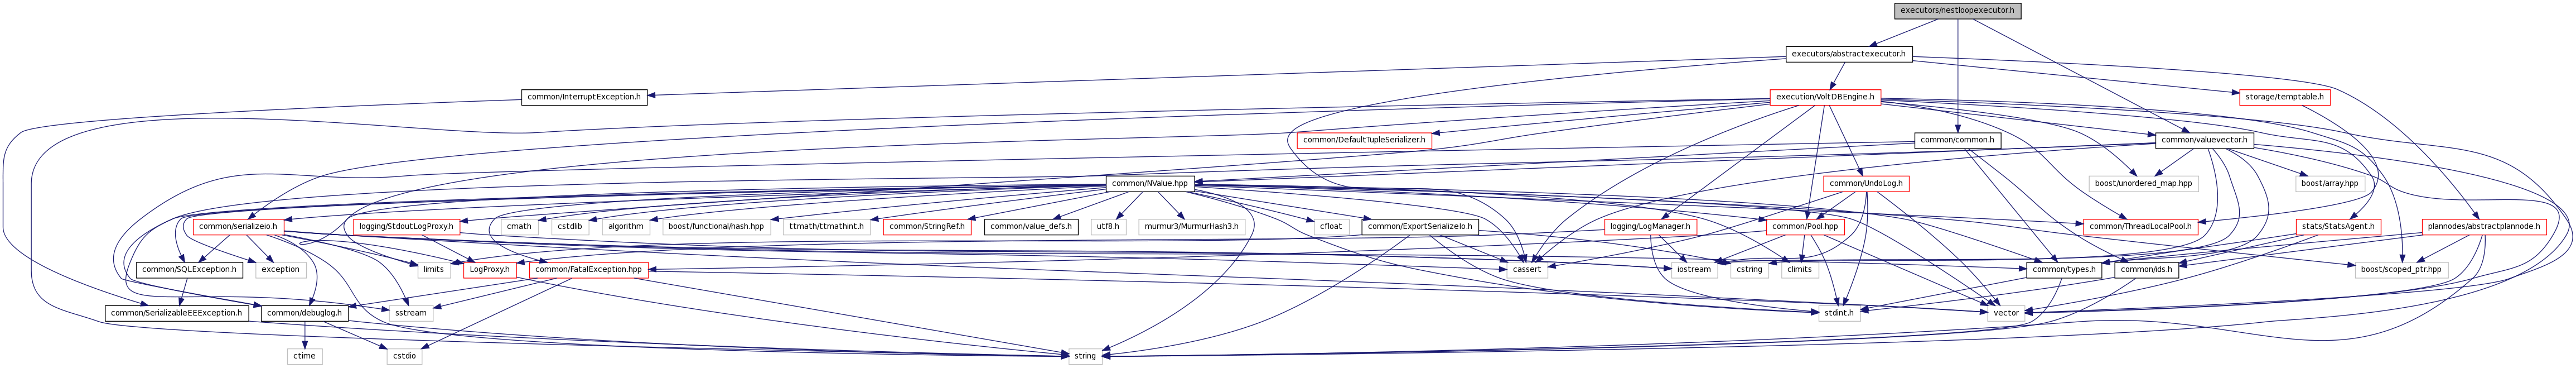 executors/nestloopexecutor.h
executors/abstractexecutor.h
common/InterruptException.h
execution/VoltDBEngine.h
storage/temptable.h
common/DefaultTupleSerializer.h
common/common.h
common/valuevector.h
common/NValue.hpp
common/UndoLog.h
boost/unordered_map.hpp
boost/array.hpp
common/serializeio.h
logging/StdoutLogProxy.h
cmath
cstdlib
algorithm
boost/functional/hash.hpp
ttmath/ttmathint.h
common/StringRef.h
common/value_defs.h
utf8.h
murmur3/MurmurHash3.h
cfloat
common/ExportSerializeIo.h
logging/LogManager.h
common/Pool.hpp
common/ThreadLocalPool.h
stats/StatsAgent.h
plannodes/abstractplannode.h
common/SQLException.h
exception
limits
LogProxy.h
common/FatalException.hpp
cassert
iostream
cstring
climits
common/types.h
common/ids.h
boost/scoped_ptr.hpp
common/SerializableEEException.h
common/debuglog.h
sstream
stdint.h
vector
ctime
cstdio
string